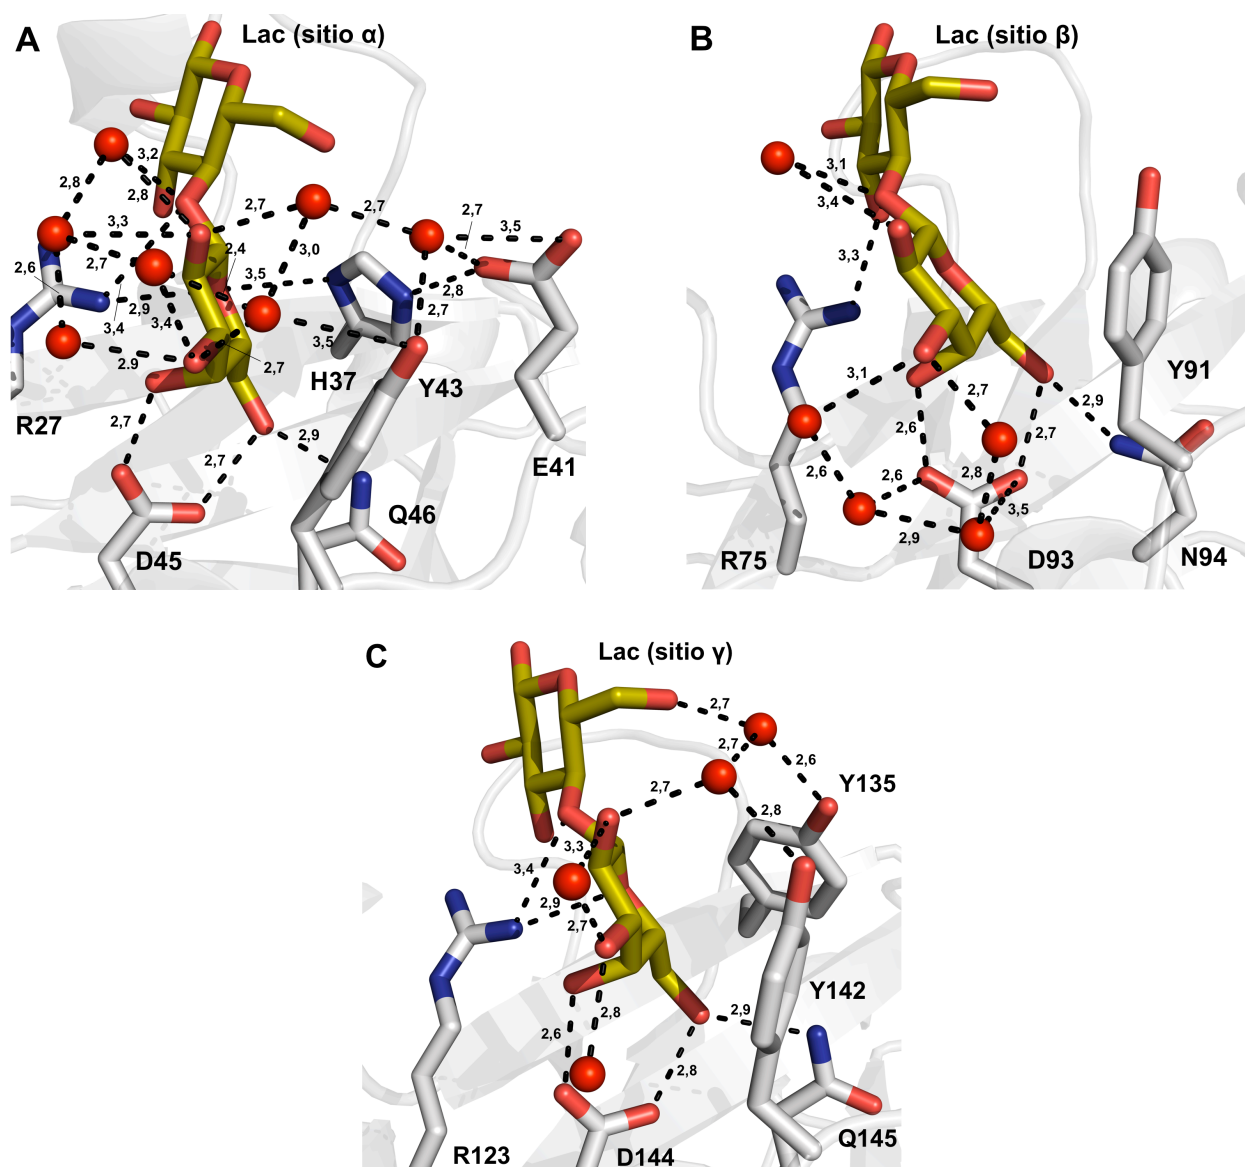 A
Lac (sitio α)
3,2
2,8
2,8
3,3
2,7
2,7
2,7
3,5
2,6
2,7
2,4
3,0
3,5
2,8
2,9
2,7
3,4
3,4
3,5
2.9
2,7
H37
Y43
R27
2,7
2,7
2,9
E41
Q46
D45
B
Lac (sitio β)
3,1
3,4
3,3
Y91
3,1
2,7
2,9
2,6
2,7
2,6
2,6
2,8
3,5
2,9
R75
D93
N94
C
Lac (sitio γ)
2,7
2,7
2,6
Y135
2,7
2,8
3,3
3,4
2,9
2,7
Y142
2,9
2,8
2,6
2,8
Q145
R123
D144